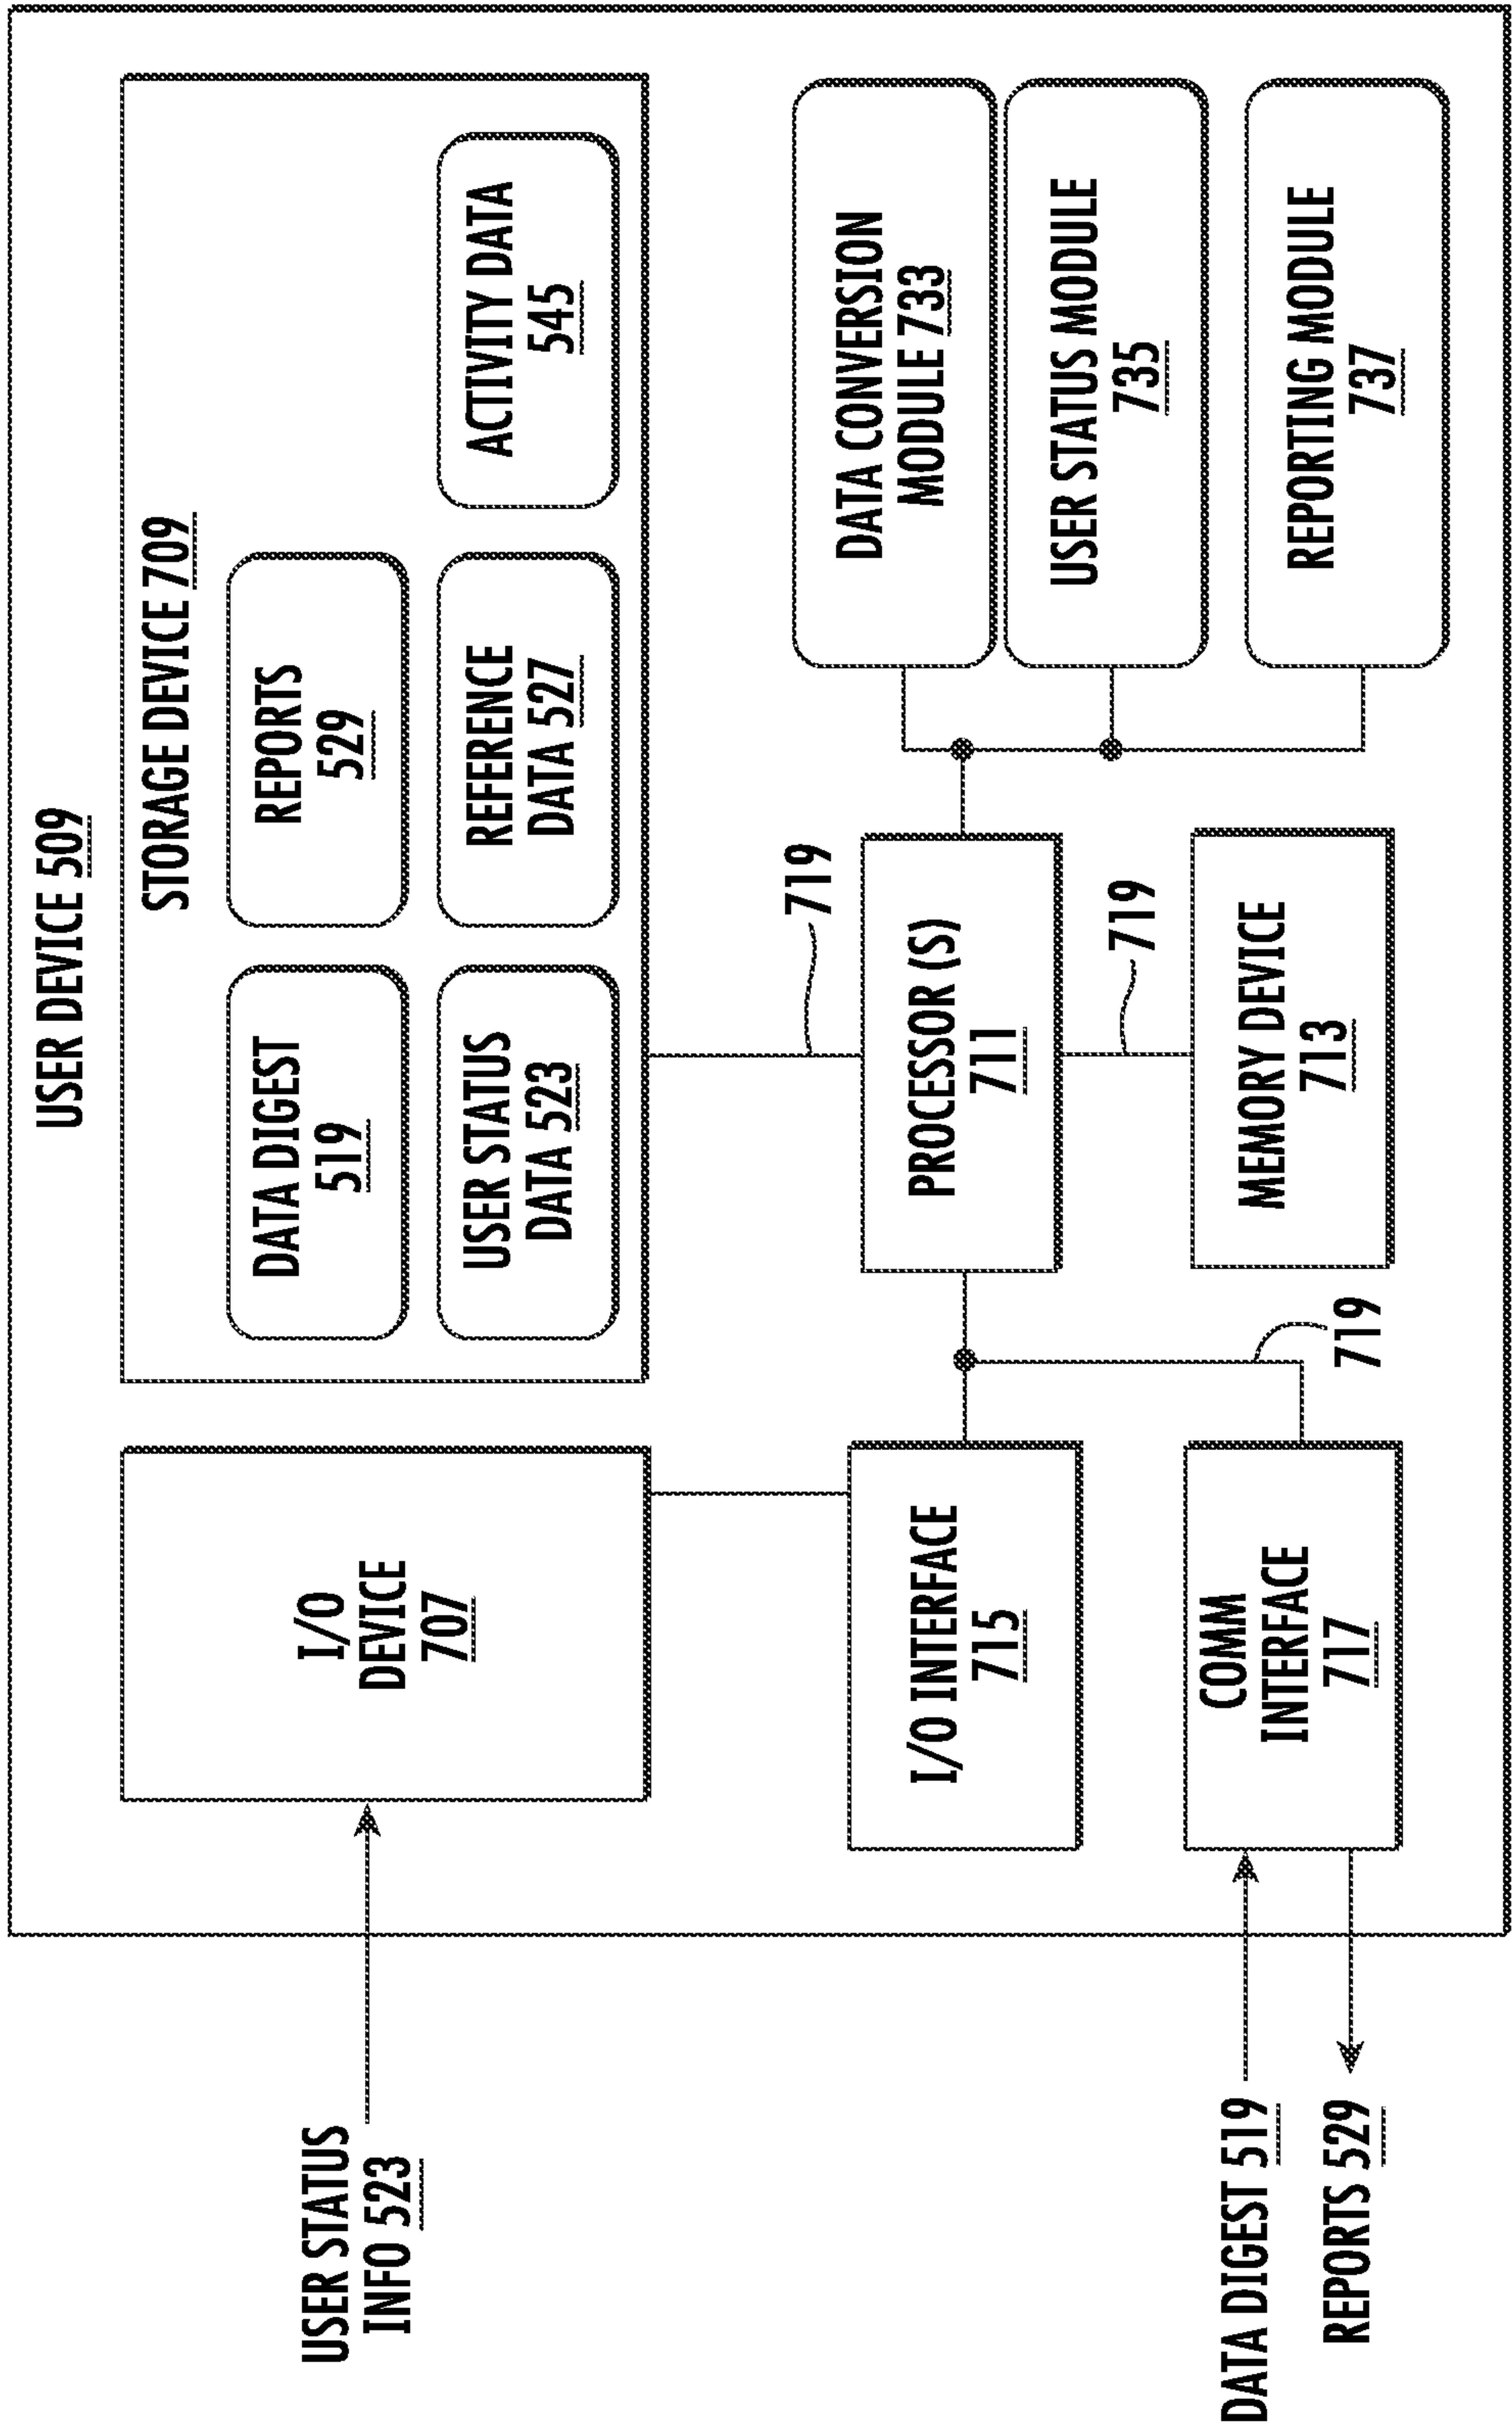 USER DEVICE 509
STORAGE DEVICE 709
I/O
DEVICE
707
DATA DIGEST
519
REPORTS
529
USER STATUS
DATA 523
REFERENCE
DATA 527
ACTIVITY DATA
545
USER STATUS
INFO 523
719
I/O INTERFACE
715
PROCESSOR (S)
711
DATA CONVERSION
MODULE 733
USER STATUS MODULE
735
719
COMM
INTERFACE
717
MEMORY DEVICE
713
REPORTING MODULE
737
719
DATA DIGEST 519
REPORTS 529